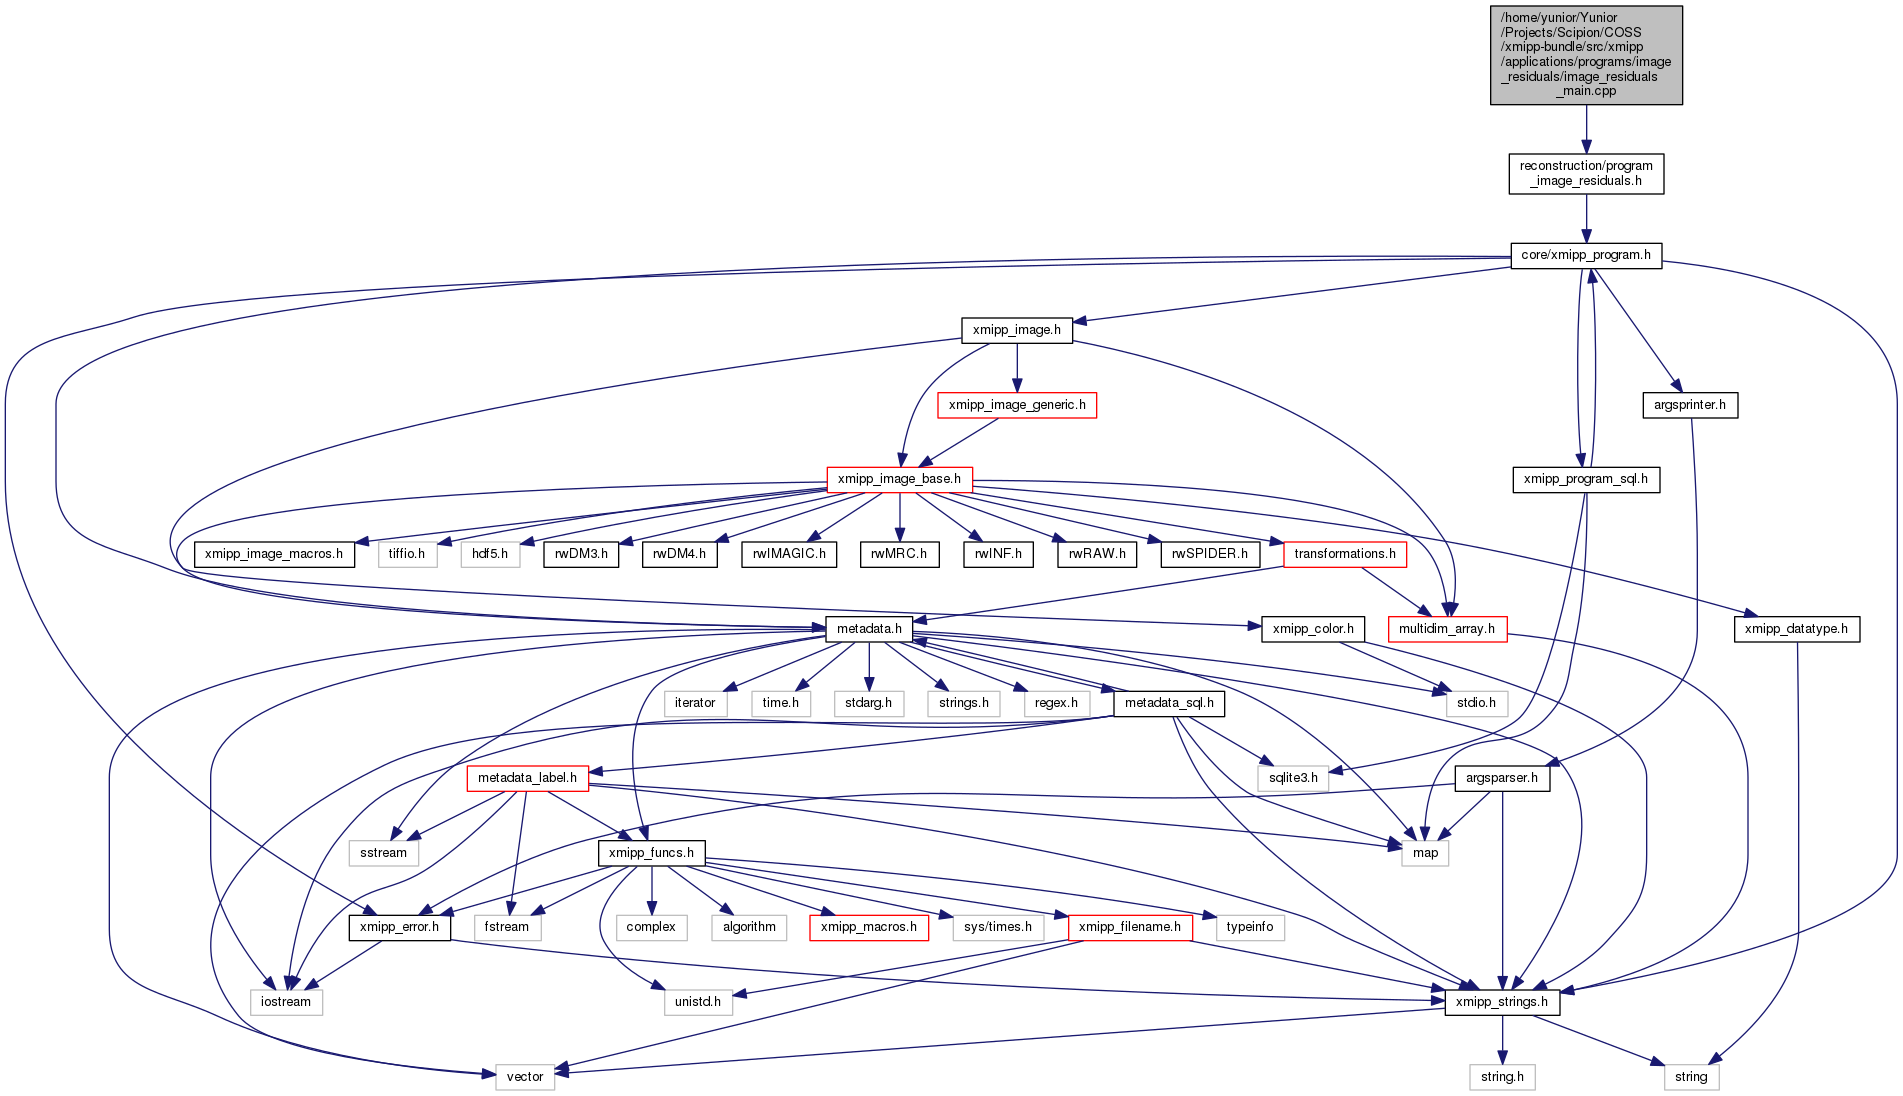 /home/yunior/Yunior
/Projects/Scipion/COSS
/xmipp-bundle/src/xmipp
/applications/programs/image
_residuals/image_residuals
_main.cpp
reconstruction/program
_image_residuals.h
core/xmipp_program.h
xmipp_image.h
xmipp_image_generic.h
argsprinter.h
xmipp_image_base.h
xmipp_program_sql.h
xmipp_image_macros.h
tiffio.h
hdf5.h
rwDM3.h
rwDM4.h
rwIMAGIC.h
rwMRC.h
rwINF.h
rwRAW.h
rwSPIDER.h
transformations.h
metadata.h
xmipp_color.h
multidim_array.h
xmipp_datatype.h
iterator
time.h
stdarg.h
strings.h
regex.h
metadata_sql.h
stdio.h
metadata_label.h
sqlite3.h
argsparser.h
sstream
xmipp_funcs.h
map
xmipp_error.h
fstream
complex
algorithm
xmipp_macros.h
sys/times.h
xmipp_filename.h
typeinfo
iostream
unistd.h
xmipp_strings.h
vector
string.h
string